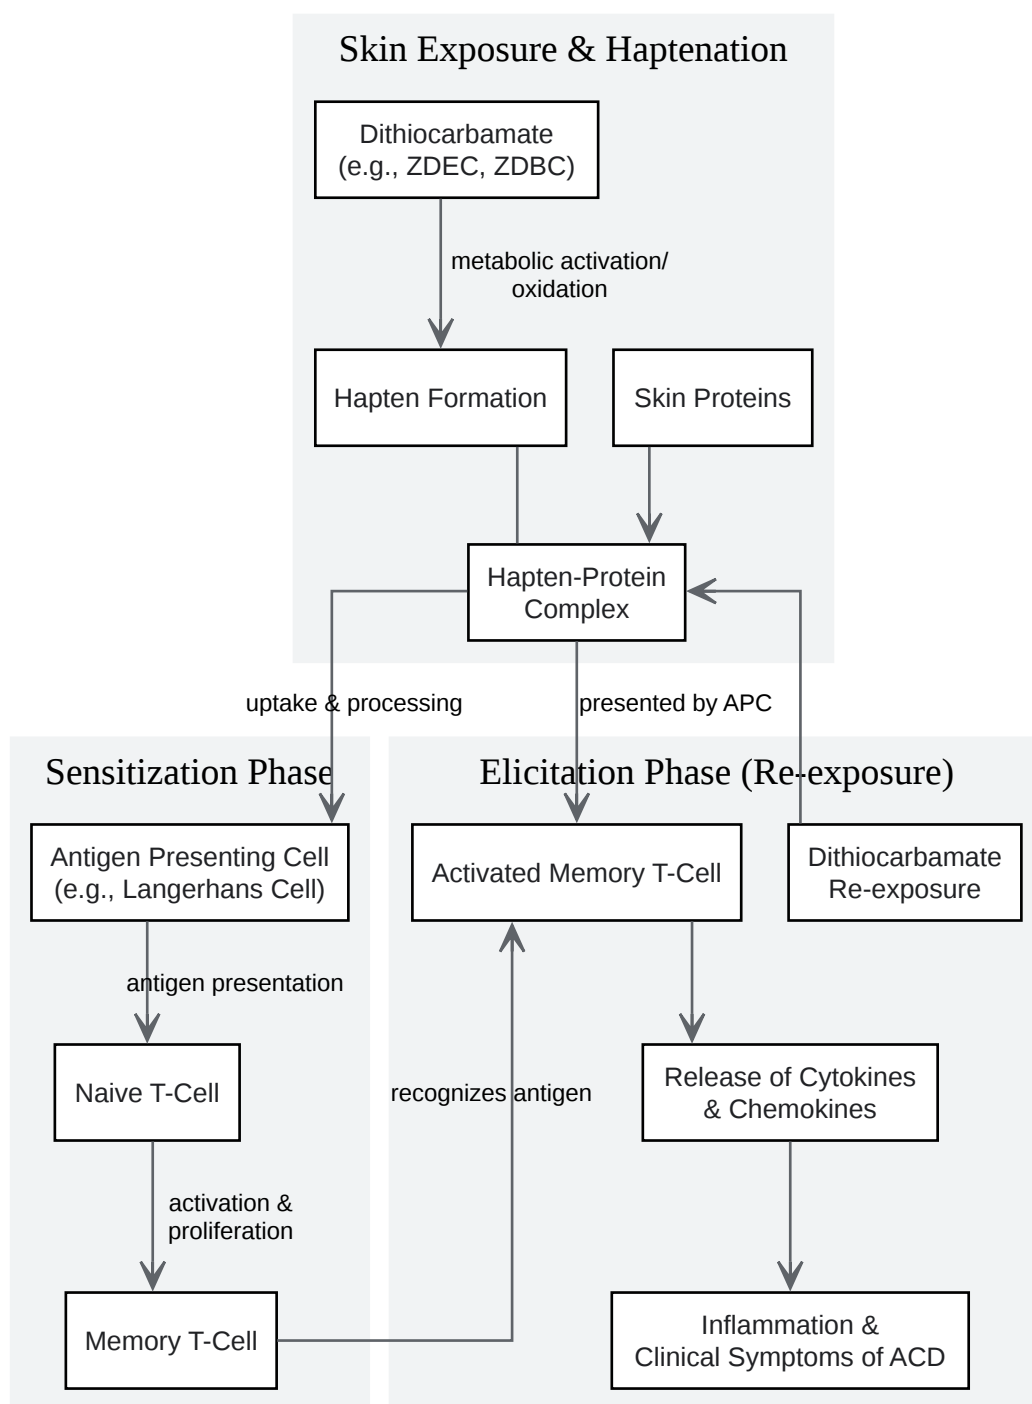 Skin Exposure & Haptenation
Dithiocarbamate
(e.g., ZDEC, ZDBC)
metabolic activation/
oxidation
Hapten Formation
Skin Proteins
Hapten-Protein
Complex
uptake & processing
presented by APC
Sensitization Phase
Elicitation Phase (Re-exposure)
Antigen Presenting Cell
(e.g., Langerhans Cell)
Activated Memory T-Cell
Dithiocarbamate
Re-exposure
antigen presentation
Naive T-Cell
recognizes antigen
Release of Cytokines
& Chemokines
activation &
proliferation
Memory T-Cell
Inflammation &
Clinical Symptoms of ACD